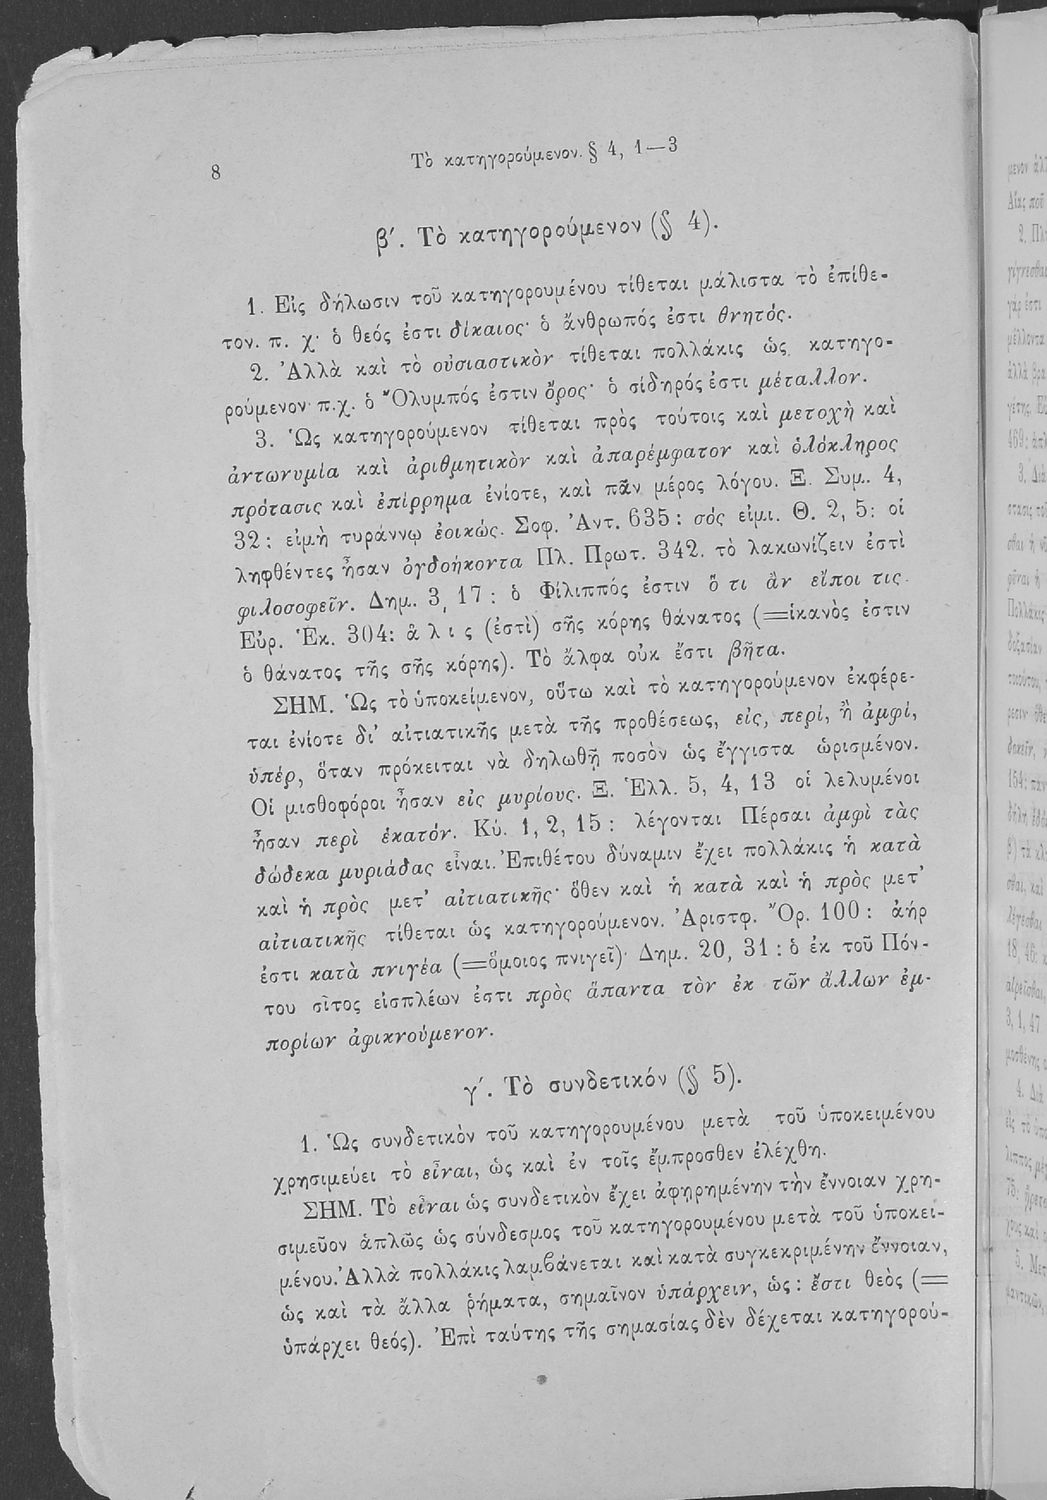 8
Τὸ κατηγορούμενον. § 4, 1—3
β΄. Τὸ κατηγορούμενον (§ 4).
1. Εἰς δήλωσιν τοῦ κατηγορουμένου τίθεται μάλιστα τὸ ἐπίθε-
τον. π. χ· ὁ θεός ἐστι δίκαιος· ὁ ἄνθρωπός ἐστι θνητός.
2. Ἀλλὰ καὶ τὸ οὐσιαστικὸν τίθεται πολλάκις ὡς κατηγο-
ρούμενον· π.χ. ὁ Ὄλυμπός ἐστιν ὄρος· ὁ σίδηρός ἐστι μέταλλον.
3. Ὡς κατηγορούμενον τίθεται πρὸς τούτοις καὶ μετοχὴ καὶ
ἀντωνυμία καὶ ἀριθμητικὸν καὶ ἀπαρέμφατον καὶ ὁλόκληρος
πρότασις καὶ ἐπίρρημα ἐνίοτε, καὶ πᾶν μέρος λόγου. Ξ. Συμ. 4,
32: εἰμὴ τυράννῳ ἐοικώς. Σοφ. Ἀντ. 635: σός εἰμι. Θ. 2, 5: οἱ
ληφθέντες ἦσαν ὀγδοήκοντα Πλ. Πρωτ. 342. τὸ λακωνίζειν ἐστὶ
φιλοσοφεῖν. Δημ. 3, 17: ὁ Φίλιππός ἐστιν ὅ τι ἂν εἴποι τις.
Εὐρ. Ἑκ. 304: ἅλις (ἐστὶ) σῆς κόρης θάνατος (=ἱκανὸς ἐστιν
ὁ θάνατος τῆς σῆς κόρης). Τὸ ἄλφα οὐκ ἔστι βῆτα.
ΣΗΜ. Ὡς τὸ ὑποκείμενον, οὕτω καὶ τὸ κατηγορούμενον ἐκφέρε-
ται ἐνίοτε δι᾽ αἰτιατικῆς μετὰ τῆς προθέσεως, εἰς, περί, ἢ ἀμφί,
ὑπέρ, ὅταν πρόκειται νὰ δηλωθῇ ποσὸν ὡς ἔγγιστα ὡρισμένον.
Οἱ μισθοφόροι ἦσαν εἰς μυρίους. Ξ. Ἑλλ. 5, 4, 13 οἱ λελυμένοι
ἦσαν περὶ ἑκατόν. Κύ. 1, 2, 15: λέγονται Πέρσαι ἀμφὶ τὰς
δώδεκα μυριάδας εἶναι. Ἐπιθέτου δύναμιν ἔχει πολλάκις ἡ κατὰ
καὶ ἡ πρὸς μετ᾽ αἰτιατικῆς· ὅθεν καὶ ἡ κατὰ καὶ ἡ πρὸς μετ᾽
αἰτιατικῆς τίθεται ὡς κατηγορούμενον. Ἀριστφ. Ὄρ. 100: ἀήρ
ἐστι κατὰ πνιγέα (=ὅμοιος πνιγεῖ)· Δημ. 20, 31: ὁ ἐκ τοῦ Πόν-
του σῖτος εἰσπλέων ἐστι πρὸς ἅπαντα τὸν ἐκ τῶν ἄλλων ἐμ-
πορίων ἀφικνούμενον.
γ΄. Τὸ συνδετικόν (§ 5).
1. Ὡς συνδετικὸν τοῦ κατηγορουμένου μετὰ τοῦ ὑποκειμένου
χρησιμεύει τὸ εἶναι, ὡς καὶ ἐν τοῖς ἔμπροσθεν ἐλέχθη.
ΣΗΜ. Τὸ εἶναι ὡς συνδετικὸν ἔχει ἀφῃρημένην τὴν ἔννοιαν χρη-
σιμεῦον ἁπλῶς ὡς σύνδεσμος τοῦ κατηγορουμένου μετὰ τοῦ ὑποκει-
μένου. Ἀλλὰ πολλάκις λαμβάνεται καὶ κατὰ συγκεκριμένην ἔννοιαν,
ὡς καὶ τὰ ἄλλα ῥήματα, σημαῖνον ὑπάρχειν, ὡς: ἔστι θεὸς (=
ὑπάρχει θεός). Ἐπὶ ταύτης τῆς σημασίας δὲν δέχεται κατηγορού-